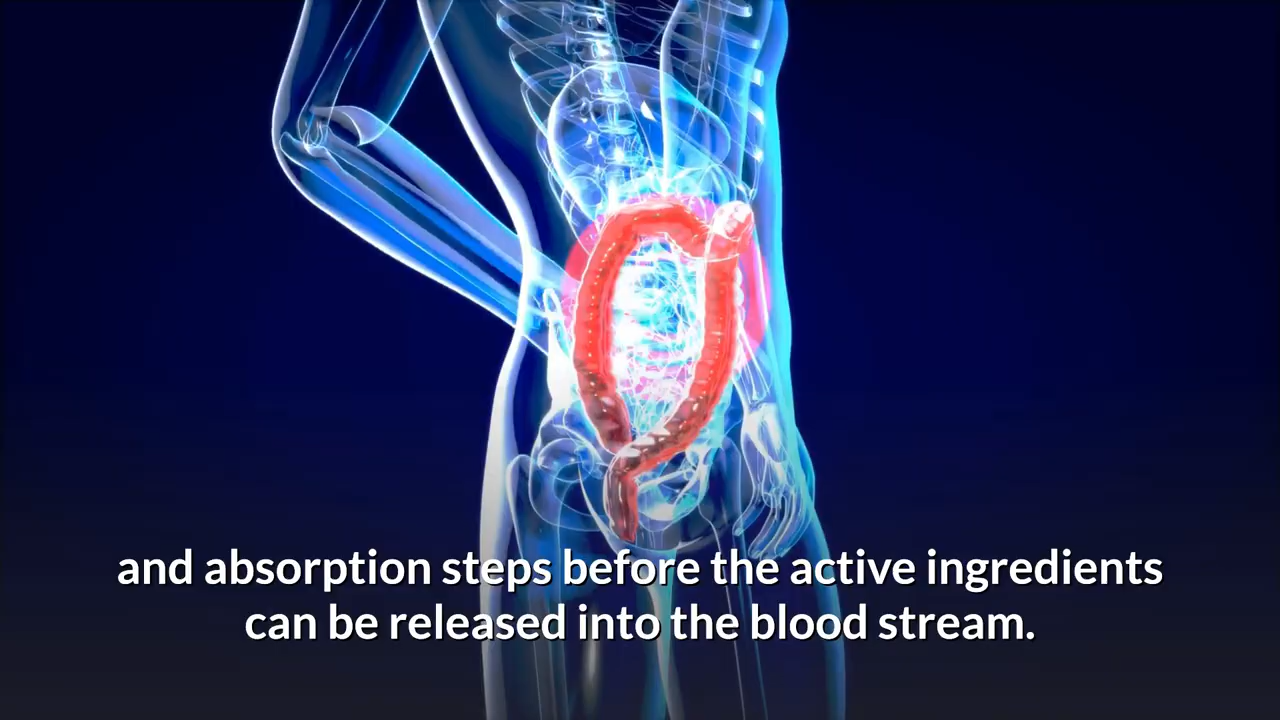 and absorption steps before the active ingredients
can be released into the blood stream.